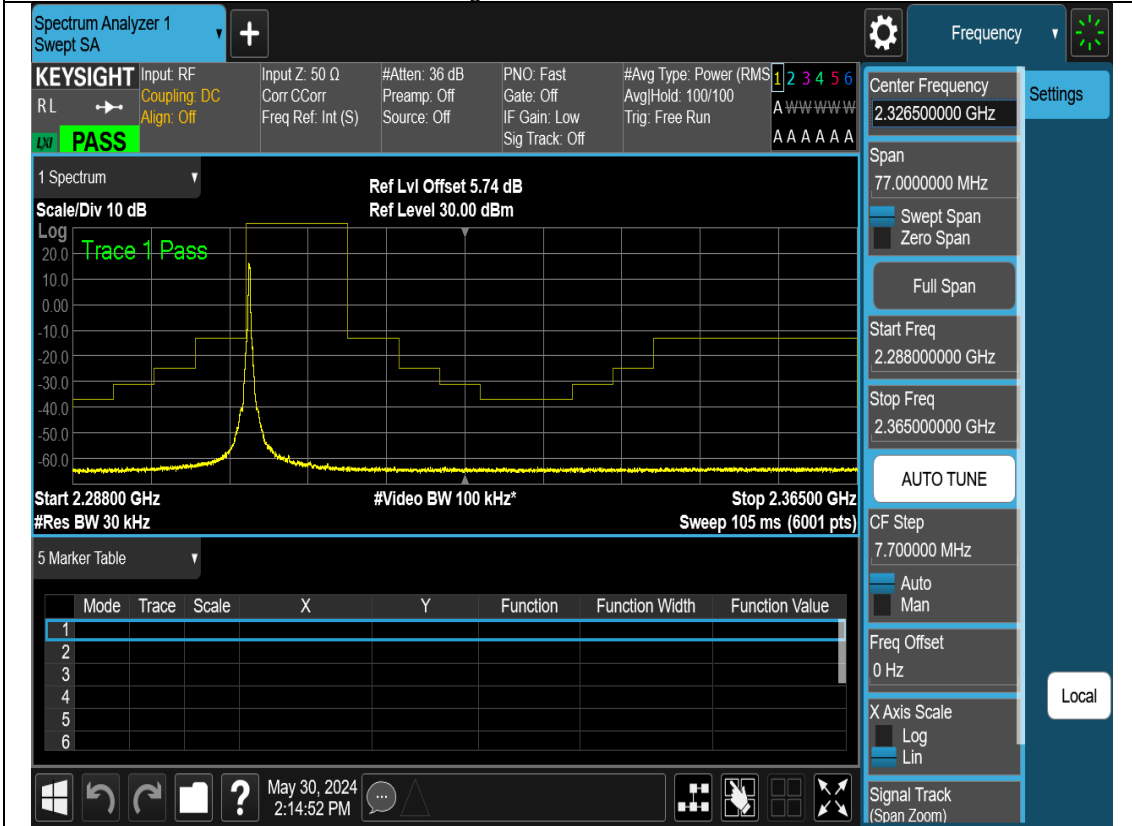 Spectrum Analyzer 1
Swept SA
+
Frequency
KEYSIGHT
RL
LXI
PASS
Input: RF
Coupling: DC
Align: Off
Input Z: 50 Ω
Corr CCorr
Freq Ref: Int (S)
#Atten: 36 dB
Preamp: Off
Source: Off
PNO: Fast
Gate: Off
IF Gain: Low
Sig Track: Off
#Avg Type: Power (RMS
Avg|Hold: 100/100
Trig: Free Run
1 2 3 4 5 6
A W W W W W
A A A A A A
1 Spectrum
Scale/Div 10 dB
Ref Lvl Offset 5.74 dB
Ref Level 30.00 dBm
Log
Trace 1 Pass
20.0
10.0
0.00
-10.0
-20.0
-30.0
-40.0
-50.0
-60.0
Start 2.28800 GHz
#Video BW 100 kHz*
Stop 2.36500 GHz
#Res BW 30 kHz
Sweep 105 ms (6001 pts)
5 Marker Table
Mode Trace Scale X Y Function Function Width Function Value
1
2
3
4
5
6
May 30, 2024
2:14:52 PM
Center Frequency
2.326500000 GHz
Span
77.0000000 MHz
Swept Span
Zero Span
Full Span
Start Freq
2.288000000 GHz
Stop Freq
2.365000000 GHz
AUTO TUNE
CF Step
7.700000 MHz
Auto
Man
Freq Offset
0 Hz
X Axis Scale
Log
Lin
Signal Track
(Span Zoom)
Settings
Local